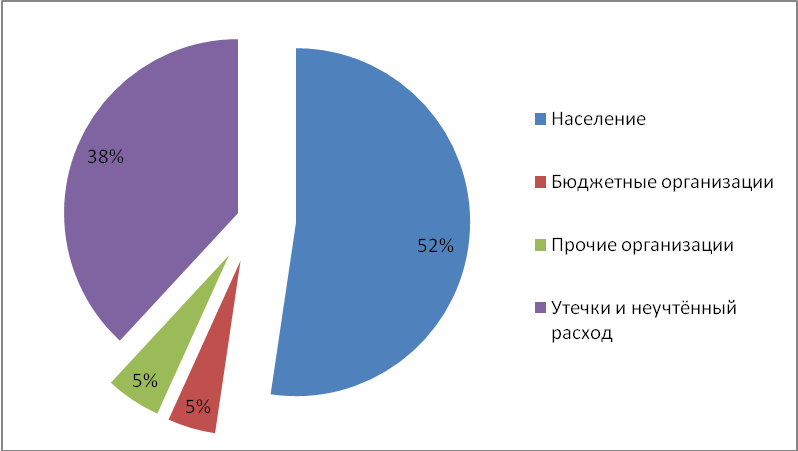 38%
52%
5%
5%
Население
Бюджетные организации
Прочие организации
Утечки и неучтённый
расход